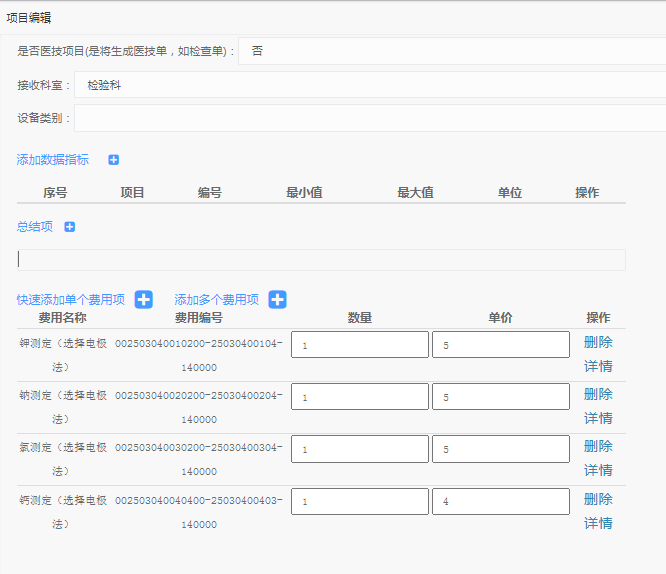 项目编辑
是否医技项目(是将生成医技单，如检查单)： 否
接收科室： 检验科
设备类别：
添加数据指标
序号 项目 编号 最小值 最大值 单位 操作
总结项
快速添加单个费用项 添加多个费用项
费用名称 费用编号 数量 单价 操作
钾测定（选择电极 002503040010200-25030400104- 1 5 删除
法） 140000 详情
钠测定（选择电极 002503040020200-25030400204- 1 5 删除
法） 140000 详情
氯测定（选择电极 002503040030200-25030400304- 1 5 删除
法） 140000 详情
钙测定（选择电极 002503040040400-25030400403- 1 4 删除
法） 140000 详情